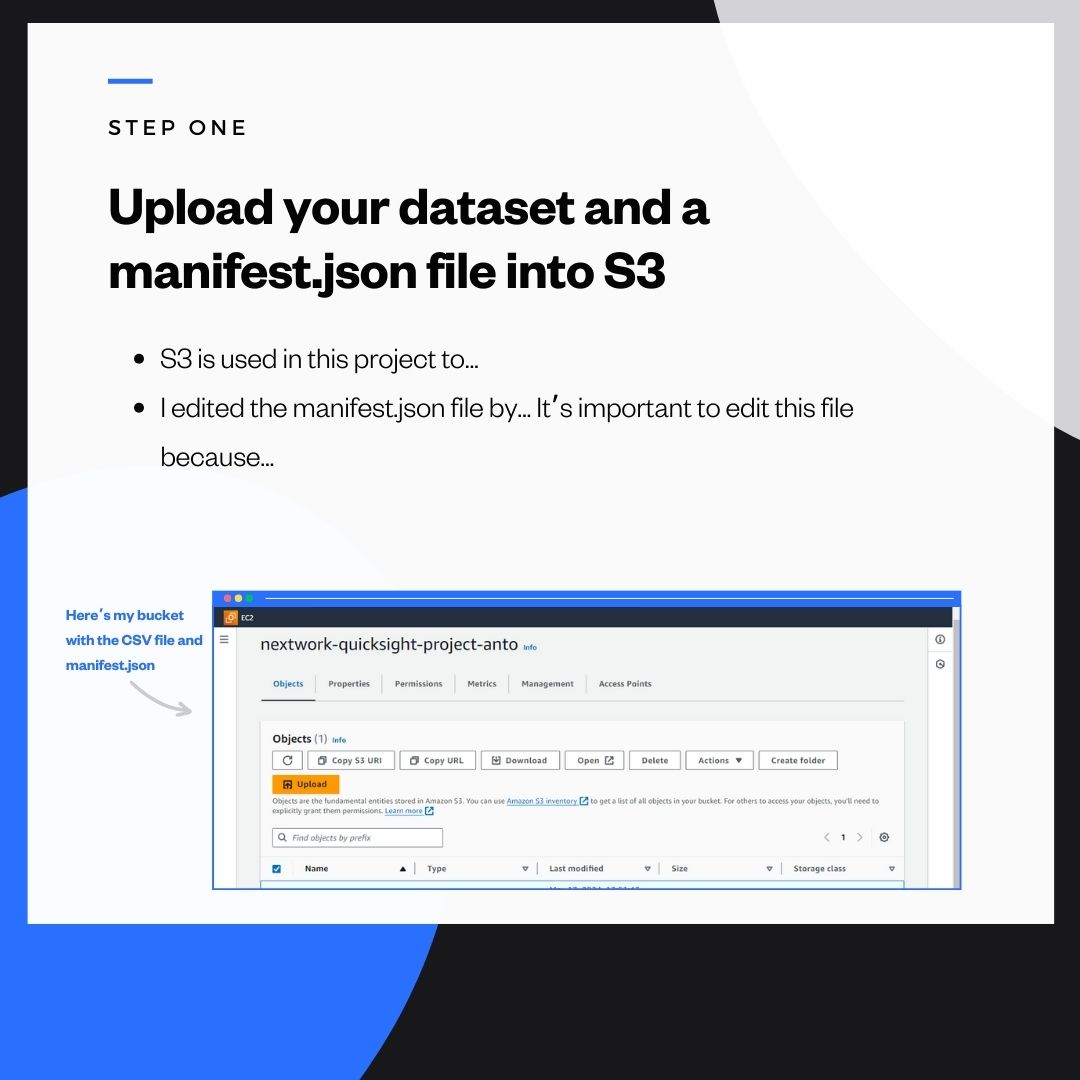 STEP ONE
Upload your dataset and a
manifest.json file into S3
S3 is used in this project to...
I edited the manifest.json file by... It's important to edit this file
because...
Here's my bucket
with the CSV file and
manifest.json
EC2
nextwork-quicksight-project-anto Info
Objects Properties Permissions Metrics Management Access Points
Objects (1) Info
Copy S3 URI Copy URL Download Open Delete Actions Create folder
Upload
Objects are the fundamental entities stored in Amazon S3. You can use Amazon S3 inventory to get a list of all objects in your bucket. For others to access your objects, you'll need to
explicitly grant them permissions. Learn more
Find objects by prefix
1
Name Type Last modified Size Storage class